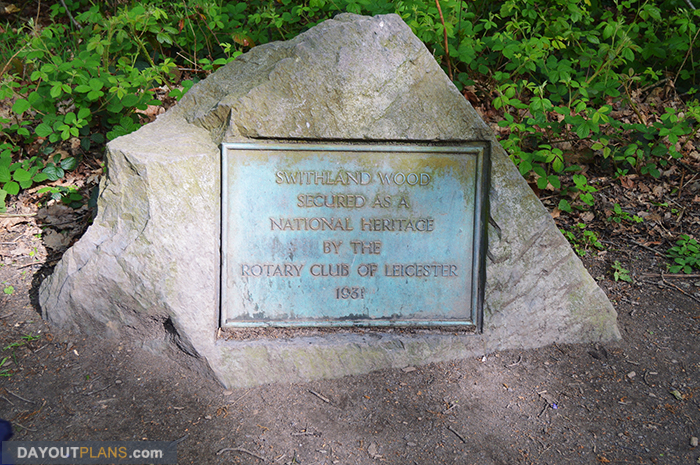 SWITHLAND WOOD
SECURED AS A
NATIONAL HERITAGE
BY THE
ROTARY CLUB OF LEICESTER
1931
DAYOUTPLANS.COM